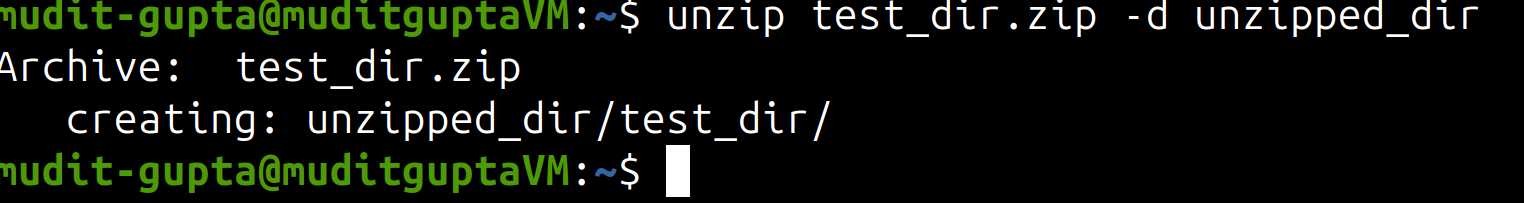 mudit-gupta@muditguptaVM:~$ unzip test_dir.zip -d unzipped_dir
Archive:  test_dir.zip
   creating: unzipped_dir/test_dir/
mudit-gupta@muditguptaVM:~$